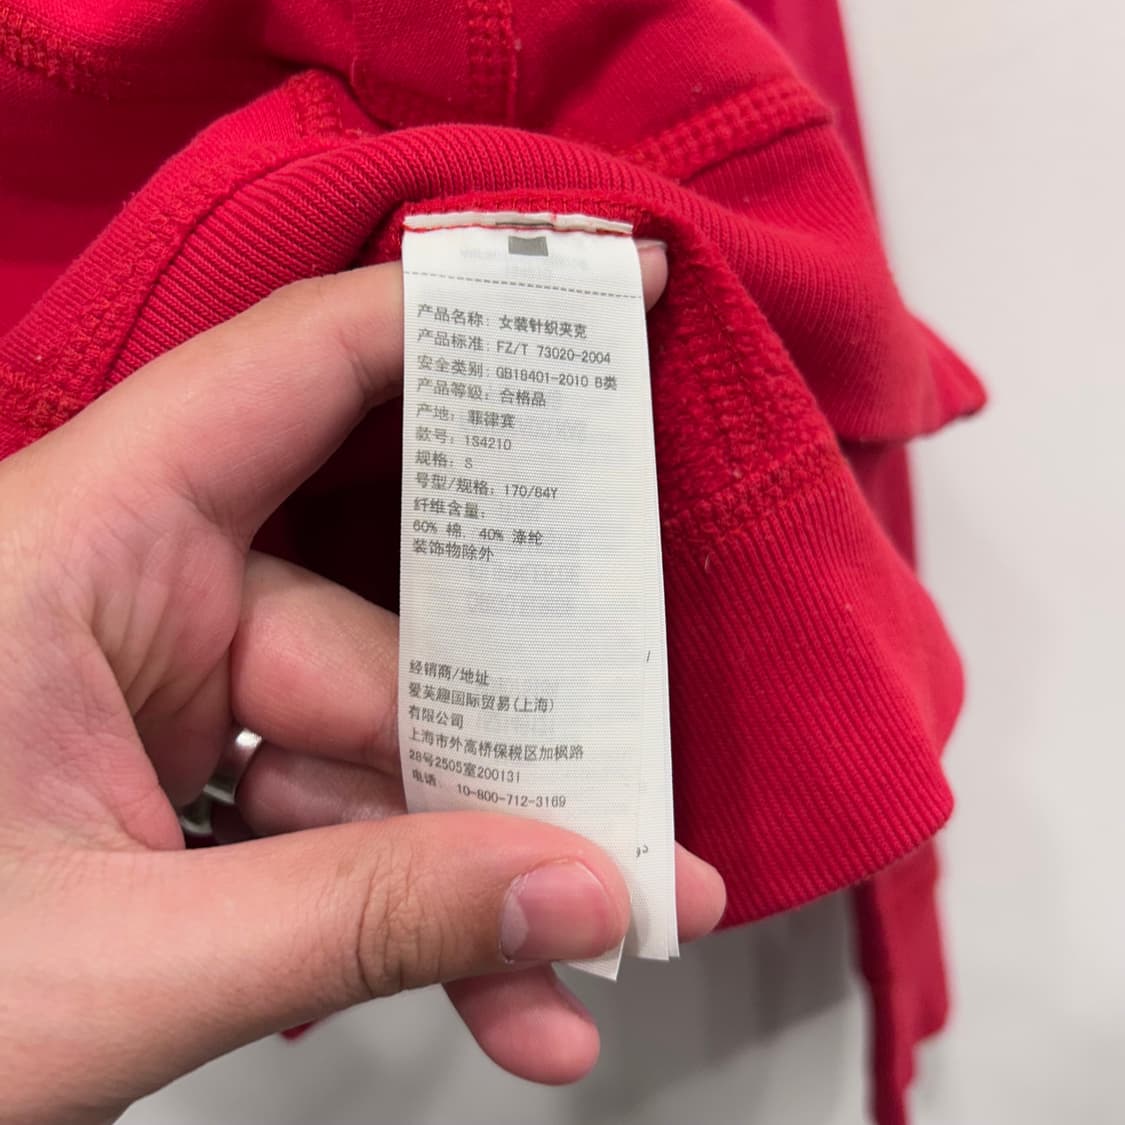 产品名称: 女装针织夹克
产品标准: FZ/T 73020-2004
安全类别: GB18401-2010 B类
产品等级: 合格品
产地: 菲律宾
款号: 1S4210
规格: S
号型/规格: 170/84Y
纤维含量:
60% 棉, 40% 涤纶
装饰物除外
经销商/地址
爱芙趣国际贸易(上海)
有限公司
上海市外高桥保税区加枫路
28号2505室200131
电话: 10-800-712-3169